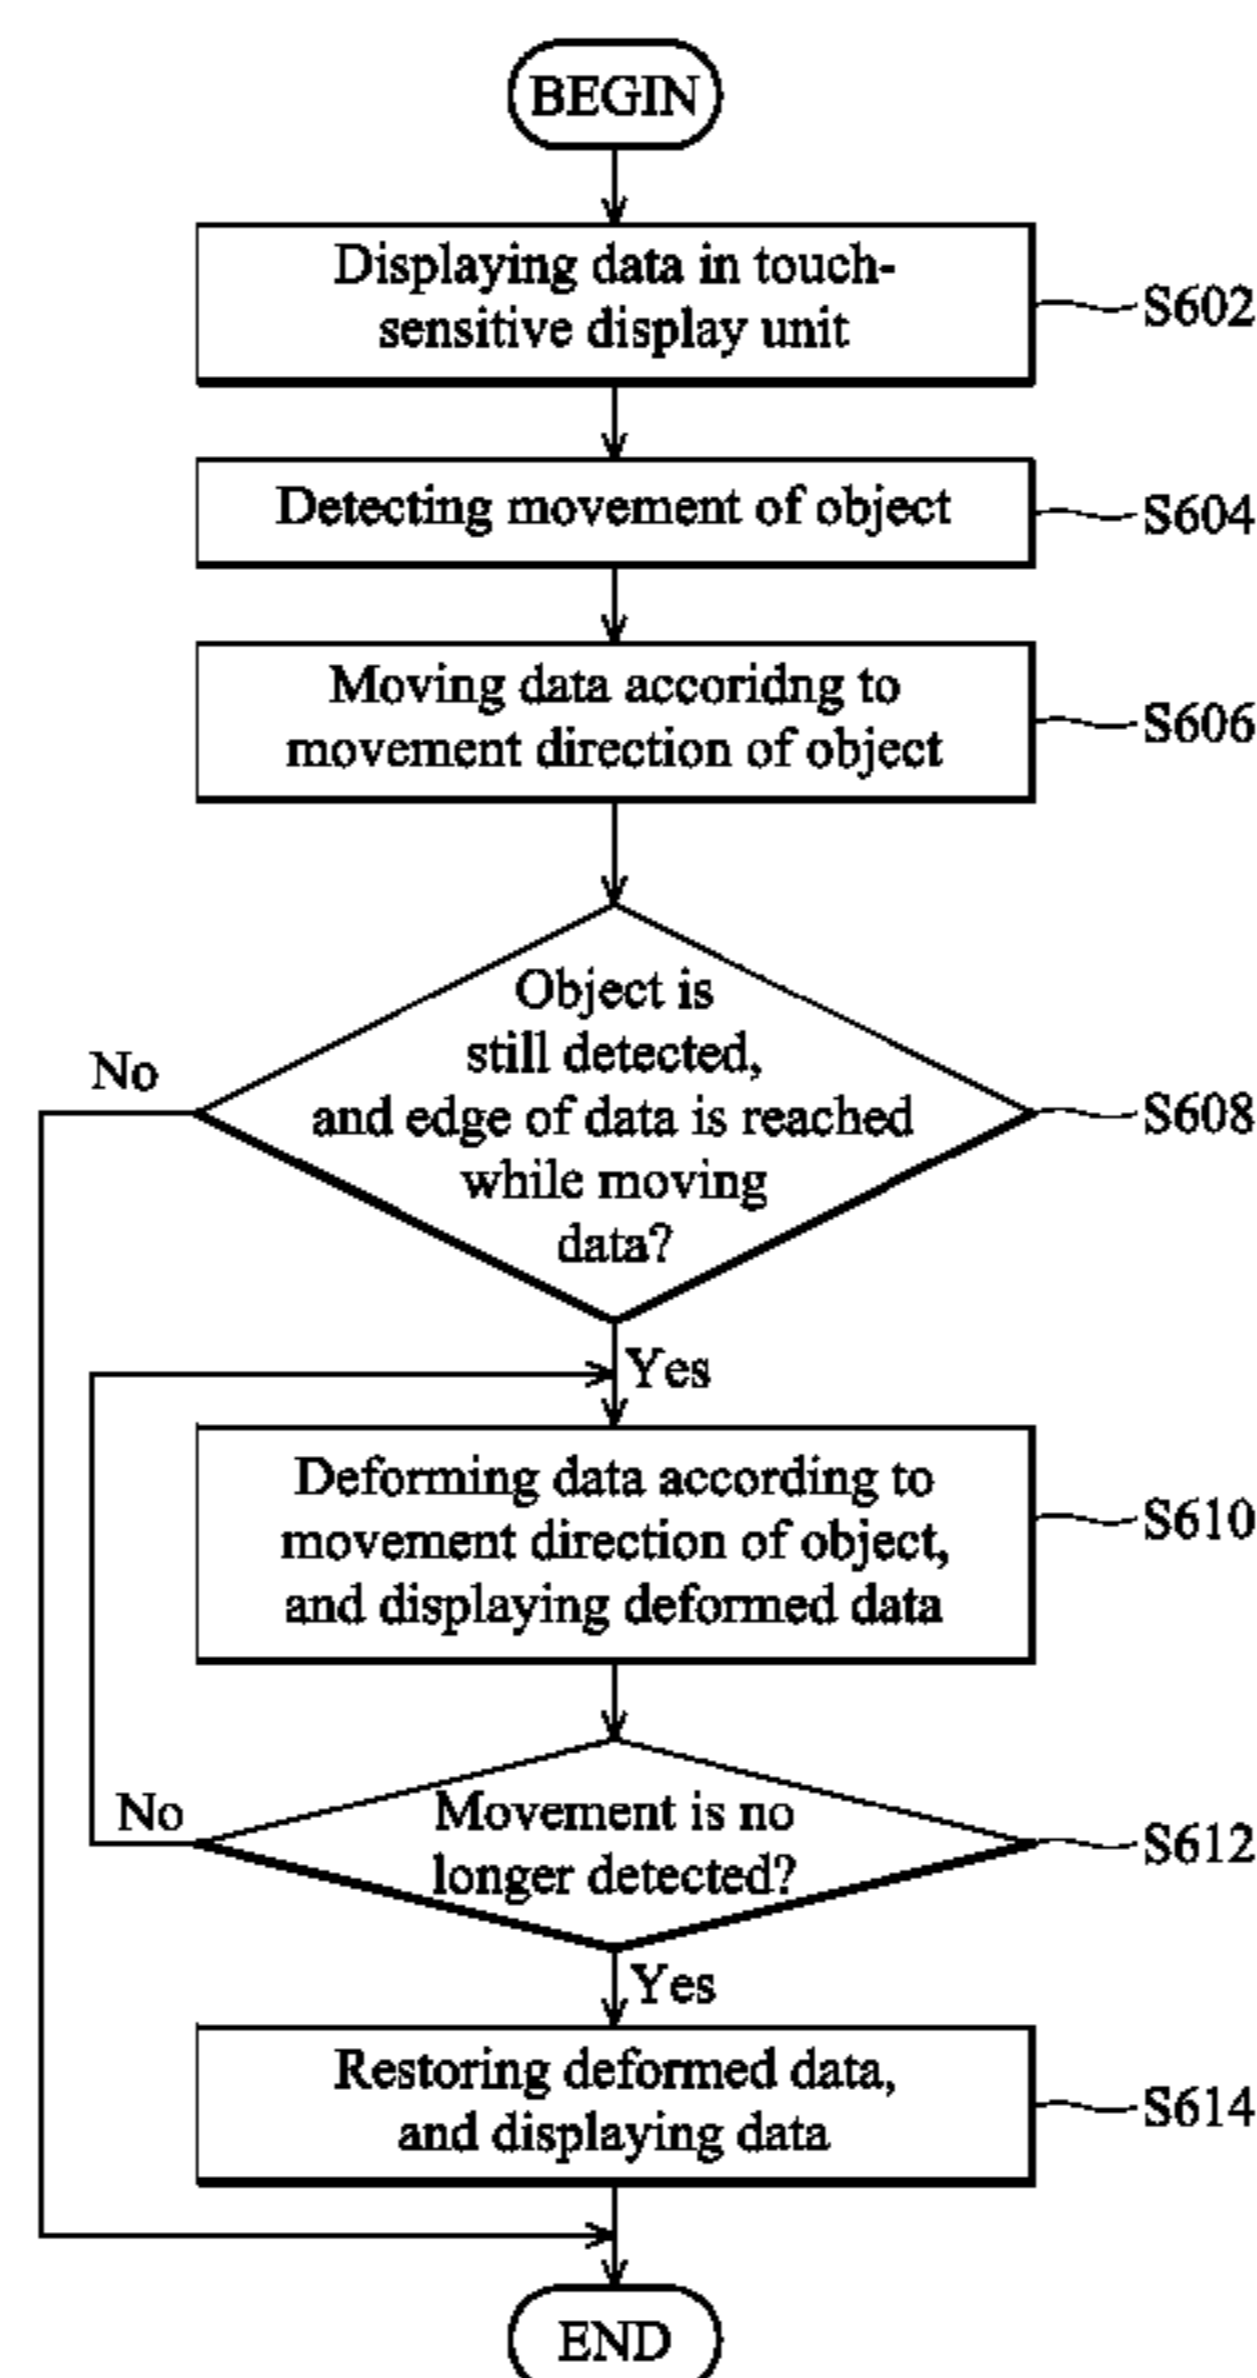 BEGIN
Displaying data in touch-
sensitive display unit
S602
Detecting movement of object
S604
Moving data accoridng to
movement direction of object
S606
Object is
still detected,
and edge of data is reached
while moving
data?
No
S608
Yes
Deforming data according to
movement direction of object,
and displaying deformed data
S610
Movement is no
longer detected?
No
S612
Yes
Restoring deformed data,
and displaying data
S614
END